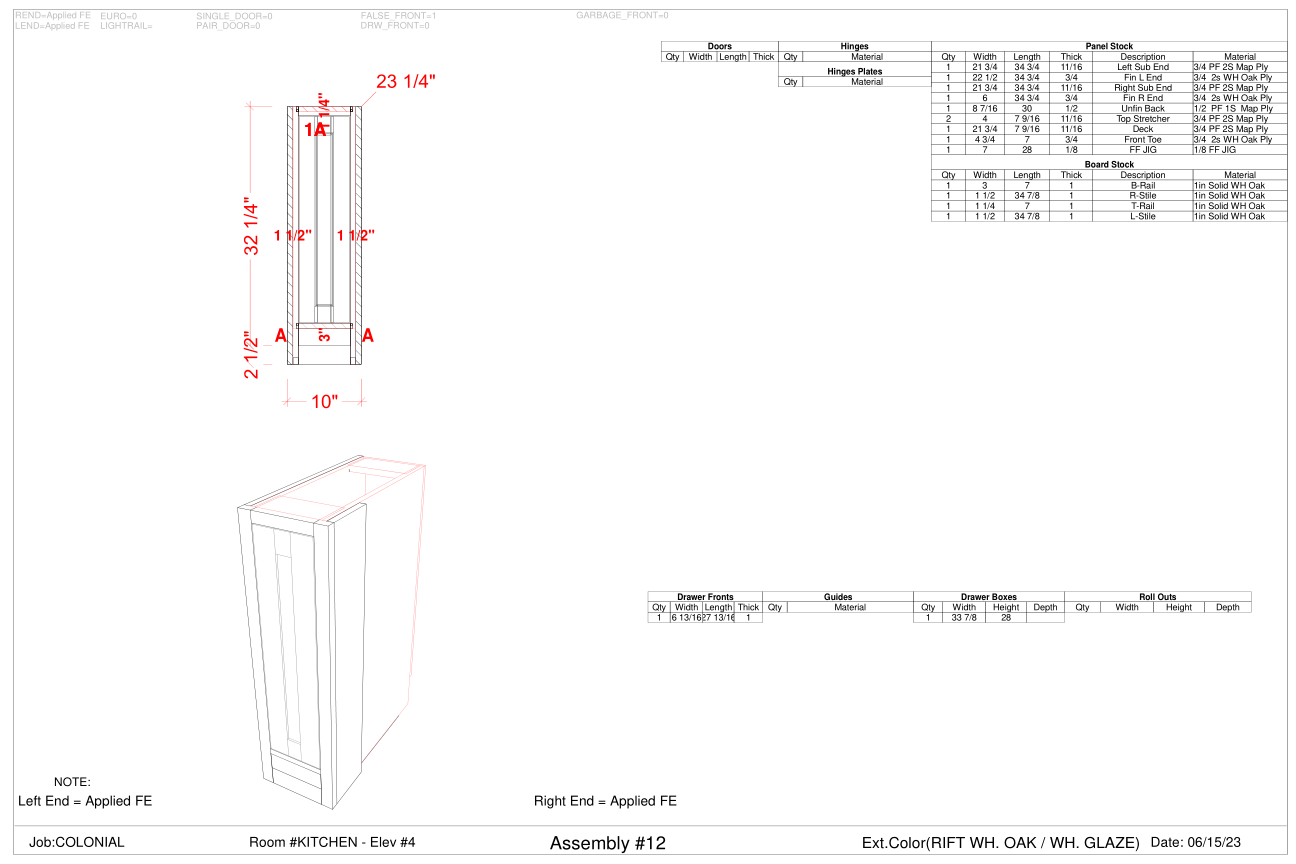 REND=Applied FE EURO=0 SINGLE_DOOR=0 FALSE_FRONT=1 GARBAGE_FRONT=0
LEND=Applied FE LIGHTRAIL= PAIR_DOOR=0 DRW_FRONT=0
Doors
Qty Width Length Thick
Hinges
Qty Material
Hinges Plates
Qty Material
Panel Stock
Qty Width Length Thick Description Material
1 21 3/4 34 3/4 11/16 Left Sub End 3/4 PF 2S Map Ply
1 22 1/2 34 3/4 3/4 Fin L End 3/4 2s WH Oak Ply
1 21 3/4 34 3/4 11/16 Right Sub End 3/4 PF 2S Map Ply
1 6 34 3/4 3/4 Fin R End 3/4 2s WH Oak Ply
1 8 7/16 30 1/2 Unfin Back 1/2 PF 1S Map Ply
2 4 7 9/16 11/16 Top Stretcher 3/4 PF 2S Map Ply
1 21 3/4 7 9/16 11/16 Deck 3/4 PF 2S Map Ply
1 4 3/4 7 3/4 Front Toe 3/4 2s WH Oak Ply
1 7 28 1/8 FF JIG 1/8 FF JIG
Board Stock
Qty Width Length Thick Description Material
1 3 7 1 B-Rail 1in Solid WH Oak
1 1 1/2 34 7/8 1 R-Stile 1in Solid WH Oak
1 1 1/4 7 1 T-Rail 1in Solid WH Oak
1 1 1/2 34 7/8 1 L-Stile 1in Solid WH Oak
23 1/4"
1 1/4"
1A
32 1/4"
1 1/2" 1 1/2"
A 3" A
2 1/2"
10"
Drawer Fronts
Qty Width Length Thick
1 6 13/16 27 13/16 1
Guides
Qty Material
Drawer Boxes
Qty Width Height Depth
1 33 7/8 28
Roll Outs
Qty Width Height Depth
NOTE:
Left End = Applied FE Right End = Applied FE
Job:COLONIAL Room #KITCHEN - Elev #4 Assembly #12 Ext.Color(RIFT WH. OAK / WH. GLAZE) Date: 06/15/23